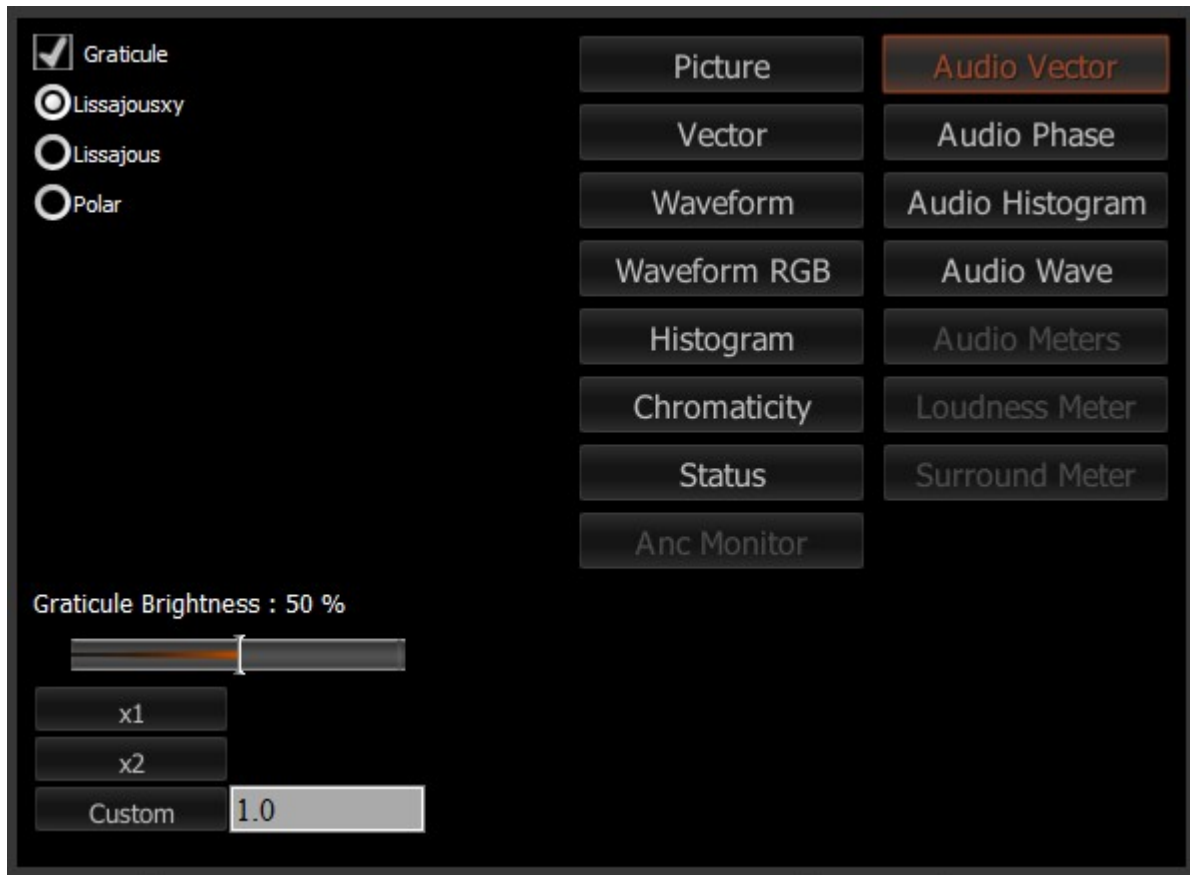 Graticule
Lissajousxy
Lissajous
Polar
Picture
Audio Vector
Vector
Audio Phase
Waveform
Audio Histogram
Waveform RGB
Audio Wave
Histogram
Audio Meters
Chromaticity
Loudness Meter
Status
Surround Meter
Anc Monitor
Graticule Brightness : 50 %
x1
x2
Custom
1.0